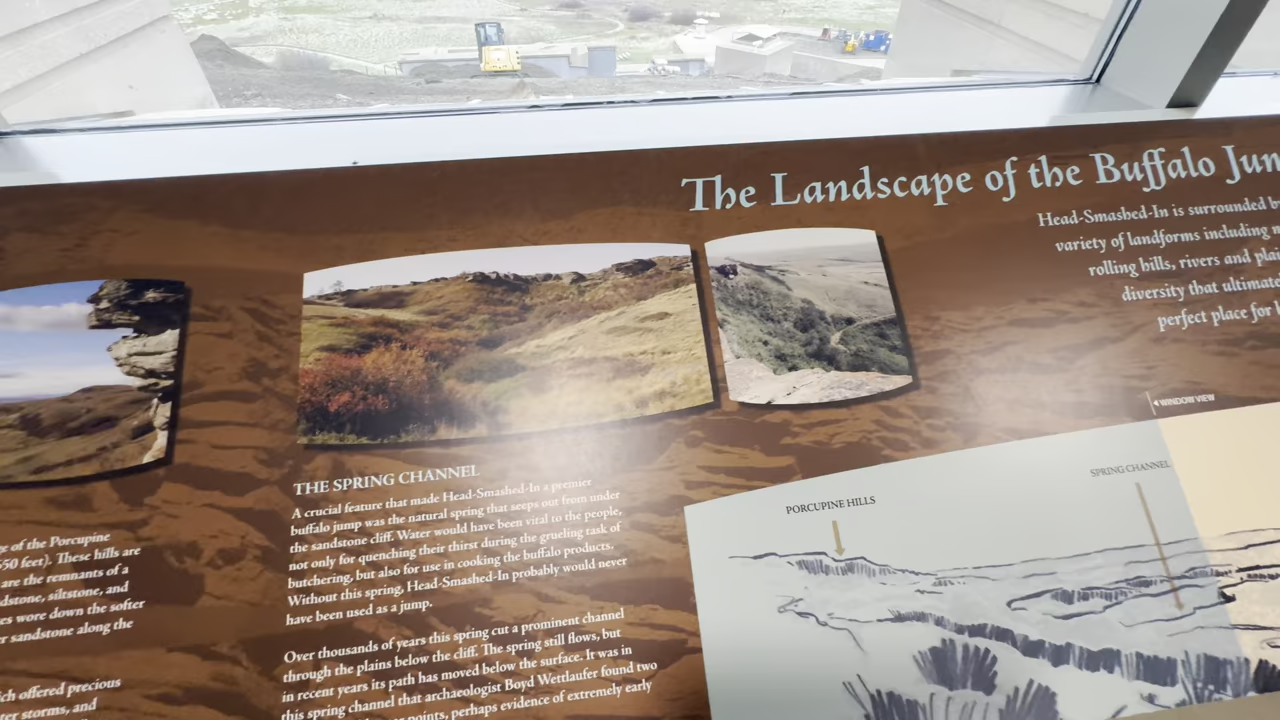 The Landscape of the Buffalo Jun
Head-Smashed-In is surrounded by
variety of landforms including
rolling hills, rivers and plai
diversity that ultimate
perfect place for
WINDOW VIEW
SPRING CHANNEL
PORCUPINE HILLS
THE SPRING CHANNEL
A crucial feature that made Head-Smashed-In a premier
buffalo jump was the natural spring that seeps out from under
the sandstone cliff. Water would have been vital to the people,
not only for quenching their thirst during the grueling task of
butchering, but also for use in cooking the buffalo products.
Without this spring, Head-Smashed-In probably would never
have been used as a jump.
Over thousands of years this spring cut a prominent channel
through the plains below the cliff. The spring still flows, but
in recent years its path has moved below the surface. It was in
this spring channel that archaeologist Boyd Wettlaufer found two
points, perhaps evidence of extremely early
ge of the Porcupine
650 feet). These hills are
are the remnants of a
dstone, siltstone, and
es wore down the softer
r sandstone along the
ich offered precious
ter storms, and